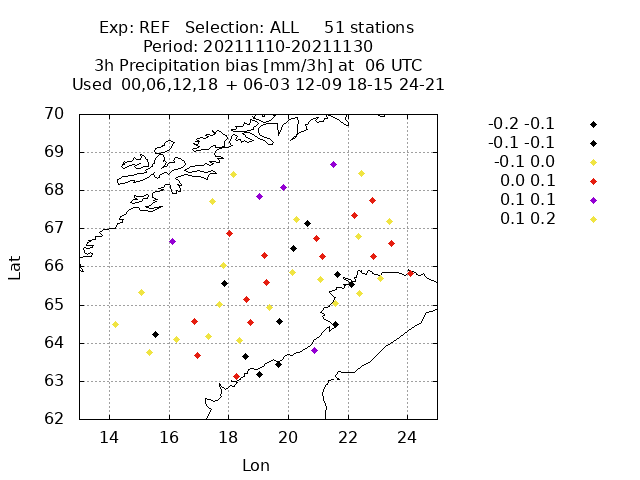 Exp: REF   Selection: ALL     51 stations
Period: 20211110-20211130
3h Precipitation bias [mm/3h] at  06 UTC
Used  00,06,12,18  + 06-03 12-09 18-15 24-21
-0.2 -0.1
-0.1 -0.1
-0.1 0.0
0.0 0.1
0.1 0.1
0.1 0.2
70
69
68
67
66
65
64
63
62
Lat
14 16 18 20 22 24
Lon